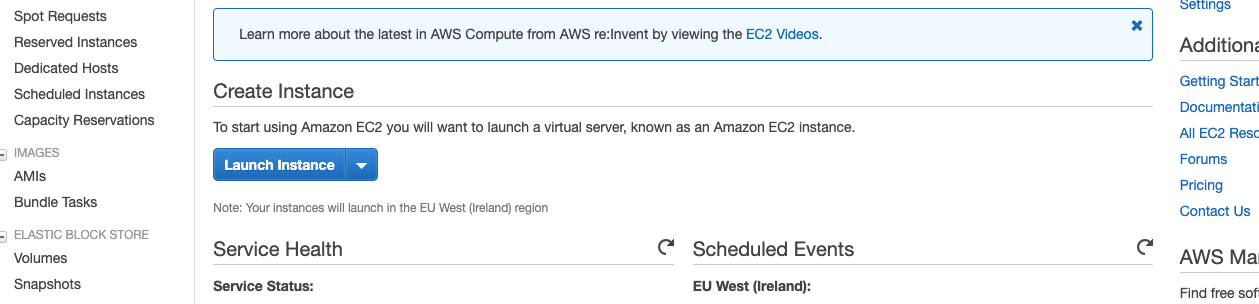 Spot Requests
Reserved Instances
Dedicated Hosts
Scheduled Instances
Capacity Reservations
IMAGES
AMIs
Bundle Tasks
ELASTIC BLOCK STORE
Volumes
Snapshots
Learn more about the latest in AWS Compute from AWS re:Invent by viewing the EC2 Videos.
Create Instance
To start using Amazon EC2 you will want to launch a virtual server, known as an Amazon EC2 instance.
Launch Instance
Note: Your instances will launch in the EU West (Ireland) region
Service Health
Service Status:
Scheduled Events
EU West (Ireland):
Settings
Additiona
Getting Start
Documentati
All EC2 Reso
Forums
Pricing
Contact Us
AWS Ma
Find free sof